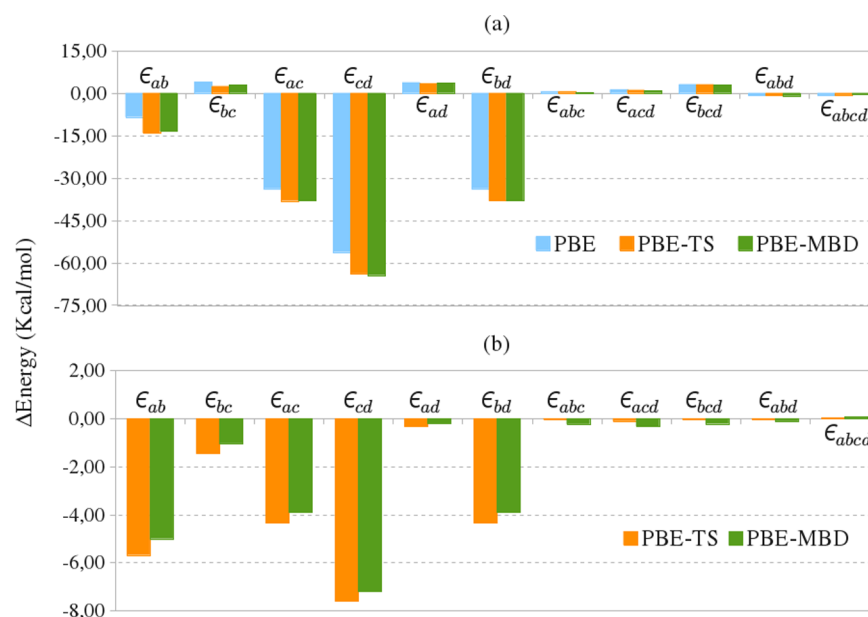 (a)
15,00
0,00
-15,00
-30,00
-45,00
-60,00
-75,00
ϵab
ϵbc
ϵac
ϵcd
ϵad
ϵbd
ϵabc
ϵacd
ϵbcd
ϵabd
ϵabcd
PBE PBE-TS PBE-MBD
ΔEnergy (Kcal/mol)
(b)
2,00
0,00
-2,00
-4,00
-6,00
-8,00
ϵab
ϵbc
ϵac
ϵcd
ϵad
ϵbd
ϵabc
ϵacd
ϵbcd
ϵabd
ϵabcd
PBE-TS PBE-MBD